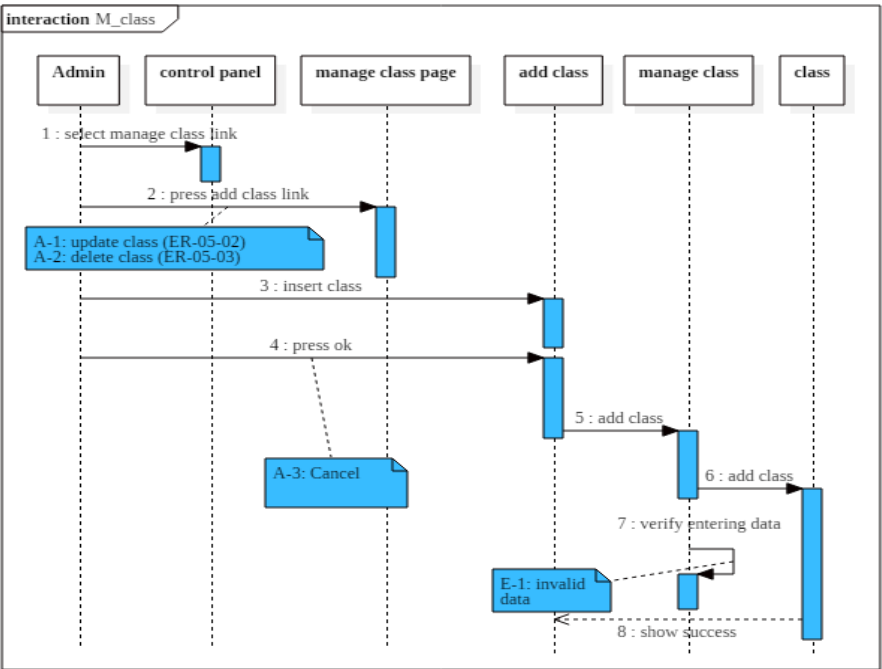 interaction M_class
Admin
control panel
manage class page
add class
manage class
class
1 : select manage class link
2 : press add class link
A-1: update class (ER-05-02)
A-2: delete class (ER-05-03)
3 : insert class
4 : press ok
5 : add class
A-3: Cancel
6 : add class
7 : verify entering data
E-1: invalid
data
8 : show success